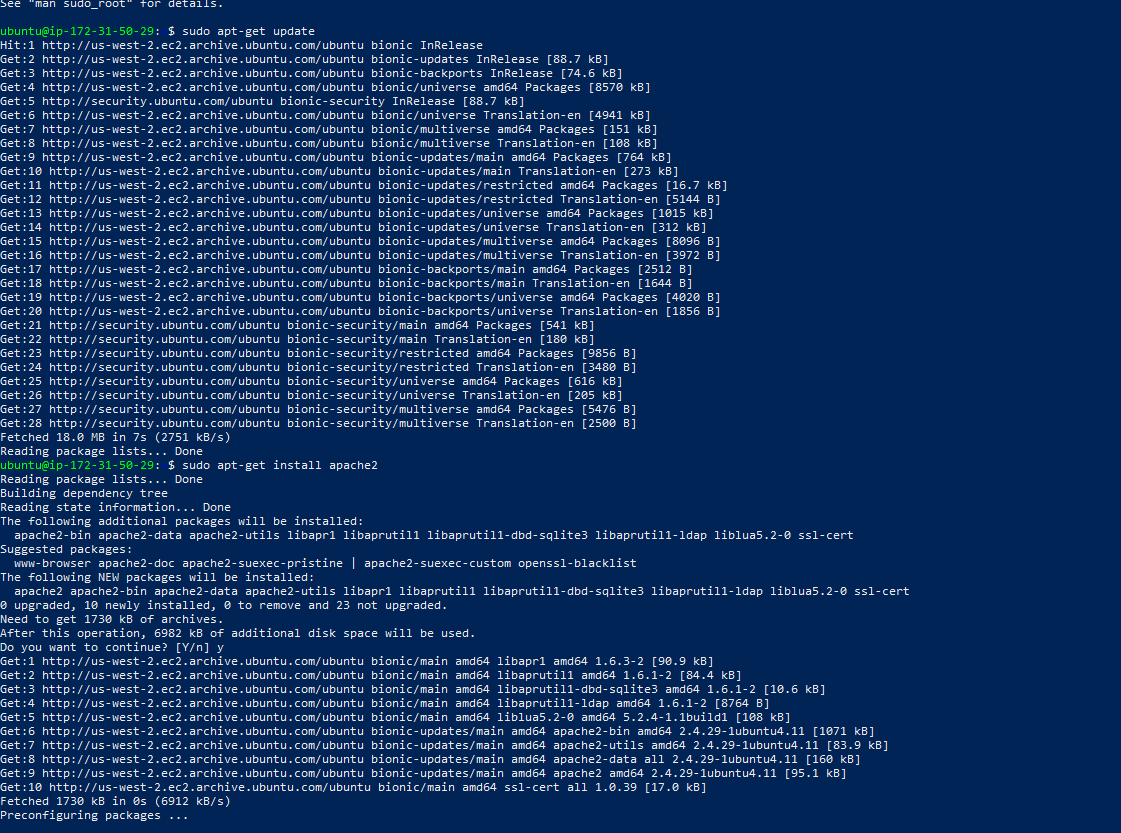 See "man sudo_root" for details.
ubuntu@ip-172-31-50-29:~$ sudo apt-get update
Hit:1 http://us-west-2.ec2.archive.ubuntu.com/ubuntu bionic InRelease
Get:2 http://us-west-2.ec2.archive.ubuntu.com/ubuntu bionic-updates InRelease [88.7 kB]
Get:3 http://us-west-2.ec2.archive.ubuntu.com/ubuntu bionic-backports InRelease [74.6 kB]
Get:4 http://us-west-2.ec2.archive.ubuntu.com/ubuntu bionic/universe amd64 Packages [8570 kB]
Get:5 http://security.ubuntu.com/ubuntu bionic-security InRelease [88.7 kB]
Get:6 http://us-west-2.ec2.archive.ubuntu.com/ubuntu bionic/universe Translation-en [4941 kB]
Get:7 http://us-west-2.ec2.archive.ubuntu.com/ubuntu bionic/multiverse amd64 Packages [151 kB]
Get:8 http://us-west-2.ec2.archive.ubuntu.com/ubuntu bionic/multiverse Translation-en [108 kB]
Get:9 http://us-west-2.ec2.archive.ubuntu.com/ubuntu bionic-updates/main amd64 Packages [764 kB]
Get:10 http://us-west-2.ec2.archive.ubuntu.com/ubuntu bionic-updates/main Translation-en [273 kB]
Get:11 http://us-west-2.ec2.archive.ubuntu.com/ubuntu bionic-updates/restricted amd64 Packages [16.7 kB]
Get:12 http://us-west-2.ec2.archive.ubuntu.com/ubuntu bionic-updates/restricted Translation-en [5144 B]
Get:13 http://us-west-2.ec2.archive.ubuntu.com/ubuntu bionic-updates/universe amd64 Packages [1015 kB]
Get:14 http://us-west-2.ec2.archive.ubuntu.com/ubuntu bionic-updates/universe Translation-en [312 kB]
Get:15 http://us-west-2.ec2.archive.ubuntu.com/ubuntu bionic-updates/multiverse amd64 Packages [8096 B]
Get:16 http://us-west-2.ec2.archive.ubuntu.com/ubuntu bionic-updates/multiverse Translation-en [3972 B]
Get:17 http://us-west-2.ec2.archive.ubuntu.com/ubuntu bionic-backports/main amd64 Packages [2512 B]
Get:18 http://us-west-2.ec2.archive.ubuntu.com/ubuntu bionic-backports/main Translation-en [1644 B]
Get:19 http://us-west-2.ec2.archive.ubuntu.com/ubuntu bionic-backports/universe amd64 Packages [4020 B]
Get:20 http://us-west-2.ec2.archive.ubuntu.com/ubuntu bionic-backports/universe Translation-en [1856 B]
Get:21 http://security.ubuntu.com/ubuntu bionic-security/main amd64 Packages [541 kB]
Get:22 http://security.ubuntu.com/ubuntu bionic-security/main Translation-en [180 kB]
Get:23 http://security.ubuntu.com/ubuntu bionic-security/restricted amd64 Packages [9856 B]
Get:24 http://security.ubuntu.com/ubuntu bionic-security/restricted Translation-en [3480 B]
Get:25 http://security.ubuntu.com/ubuntu bionic-security/universe amd64 Packages [616 kB]
Get:26 http://security.ubuntu.com/ubuntu bionic-security/universe Translation-en [205 kB]
Get:27 http://security.ubuntu.com/ubuntu bionic-security/multiverse amd64 Packages [5476 B]
Get:28 http://security.ubuntu.com/ubuntu bionic-security/multiverse Translation-en [2500 B]
Fetched 18.0 MB in 7s (2751 kB/s)
Reading package lists... Done
ubuntu@ip-172-31-50-29:~$ sudo apt-get install apache2
Reading package lists... Done
Building dependency tree
Reading state information... Done
The following additional packages will be installed:
  apache2-bin apache2-data apache2-utils libapr1 libaprutil1 libaprutil1-dbd-sqlite3 libaprutil1-ldap liblua5.2-0 ssl-cert
Suggested packages:
  www-browser apache2-doc apache2-suexec-pristine | apache2-suexec-custom openssl-blacklist
The following NEW packages will be installed:
  apache2 apache2-bin apache2-data apache2-utils libapr1 libaprutil1 libaprutil1-dbd-sqlite3 libaprutil1-ldap liblua5.2-0 ssl-cert
0 upgraded, 10 newly installed, 0 to remove and 23 not upgraded.
Need to get 1730 kB of archives.
After this operation, 6982 kB of additional disk space will be used.
Do you want to continue? [Y/n] y
Get:1 http://us-west-2.ec2.archive.ubuntu.com/ubuntu bionic/main amd64 libapr1 amd64 1.6.3-2 [90.9 kB]
Get:2 http://us-west-2.ec2.archive.ubuntu.com/ubuntu bionic/main amd64 libaprutil1 amd64 1.6.1-2 [84.4 kB]
Get:3 http://us-west-2.ec2.archive.ubuntu.com/ubuntu bionic/main amd64 libaprutil1-dbd-sqlite3 amd64 1.6.1-2 [10.6 kB]
Get:4 http://us-west-2.ec2.archive.ubuntu.com/ubuntu bionic/main amd64 libaprutil1-ldap amd64 1.6.1-2 [8764 B]
Get:5 http://us-west-2.ec2.archive.ubuntu.com/ubuntu bionic/main amd64 liblua5.2-0 amd64 5.2.4-1.1build1 [108 kB]
Get:6 http://us-west-2.ec2.archive.ubuntu.com/ubuntu bionic-updates/main amd64 apache2-bin amd64 2.4.29-1ubuntu4.11 [1071 kB]
Get:7 http://us-west-2.ec2.archive.ubuntu.com/ubuntu bionic-updates/main amd64 apache2-utils amd64 2.4.29-1ubuntu4.11 [83.9 kB]
Get:8 http://us-west-2.ec2.archive.ubuntu.com/ubuntu bionic-updates/main amd64 apache2-data all 2.4.29-1ubuntu4.11 [160 kB]
Get:9 http://us-west-2.ec2.archive.ubuntu.com/ubuntu bionic-updates/main amd64 apache2 amd64 2.4.29-1ubuntu4.11 [95.1 kB]
Get:10 http://us-west-2.ec2.archive.ubuntu.com/ubuntu bionic/main amd64 ssl-cert all 1.0.39 [17.0 kB]
Fetched 1730 kB in 0s (6912 kB/s)
Preconfiguring packages ...